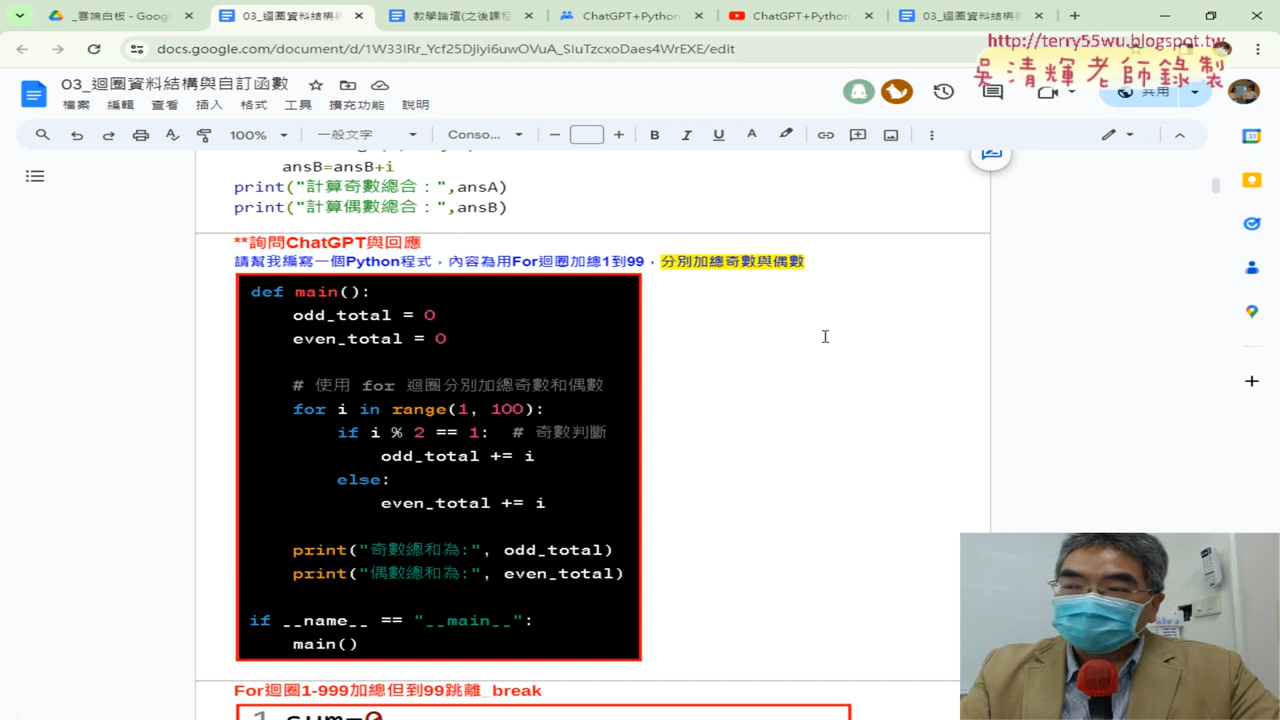 _雲端白板 - Goog
03_迴圈資料結構與
教學論壇(之後課程
ChatGPT+Python
ChatGPT+Python
03_迴圈資料結構與
docs.google.com/document/d/1W33IRr_Ycf25Djiyi6uwOVuA_SluTzcxoDaes4WrEXE/edit
http://terry55wu.blogspot.tw
吳清輝老師錄製
03_迴圈資料結構與自訂函數
共用
檔案 編輯 查看 插入 格式 工具 擴充功能 說明
100% 一般文字 Conso... B I U A
ansB=ansB+i
print("計算奇數總合：",ansA)
print("計算偶數總合：",ansB)
**詢問ChatGPT與回應
請幫我編寫一個Python程式，內容為用For迴圈加總1到99，分別加總奇數與偶數
def main():
odd_total = 0
even_total = 0
# 使用 for 迴圈分別加總奇數和偶數
for i in range(1, 100):
if i % 2 == 1: # 奇數判斷
odd_total += i
else:
even_total += i
print("奇數總和為:", odd_total)
print("偶數總和為:", even_total)
if __name__ == "__main__":
main()
For迴圈1-999加總但到99跳離_break
1 sum=0